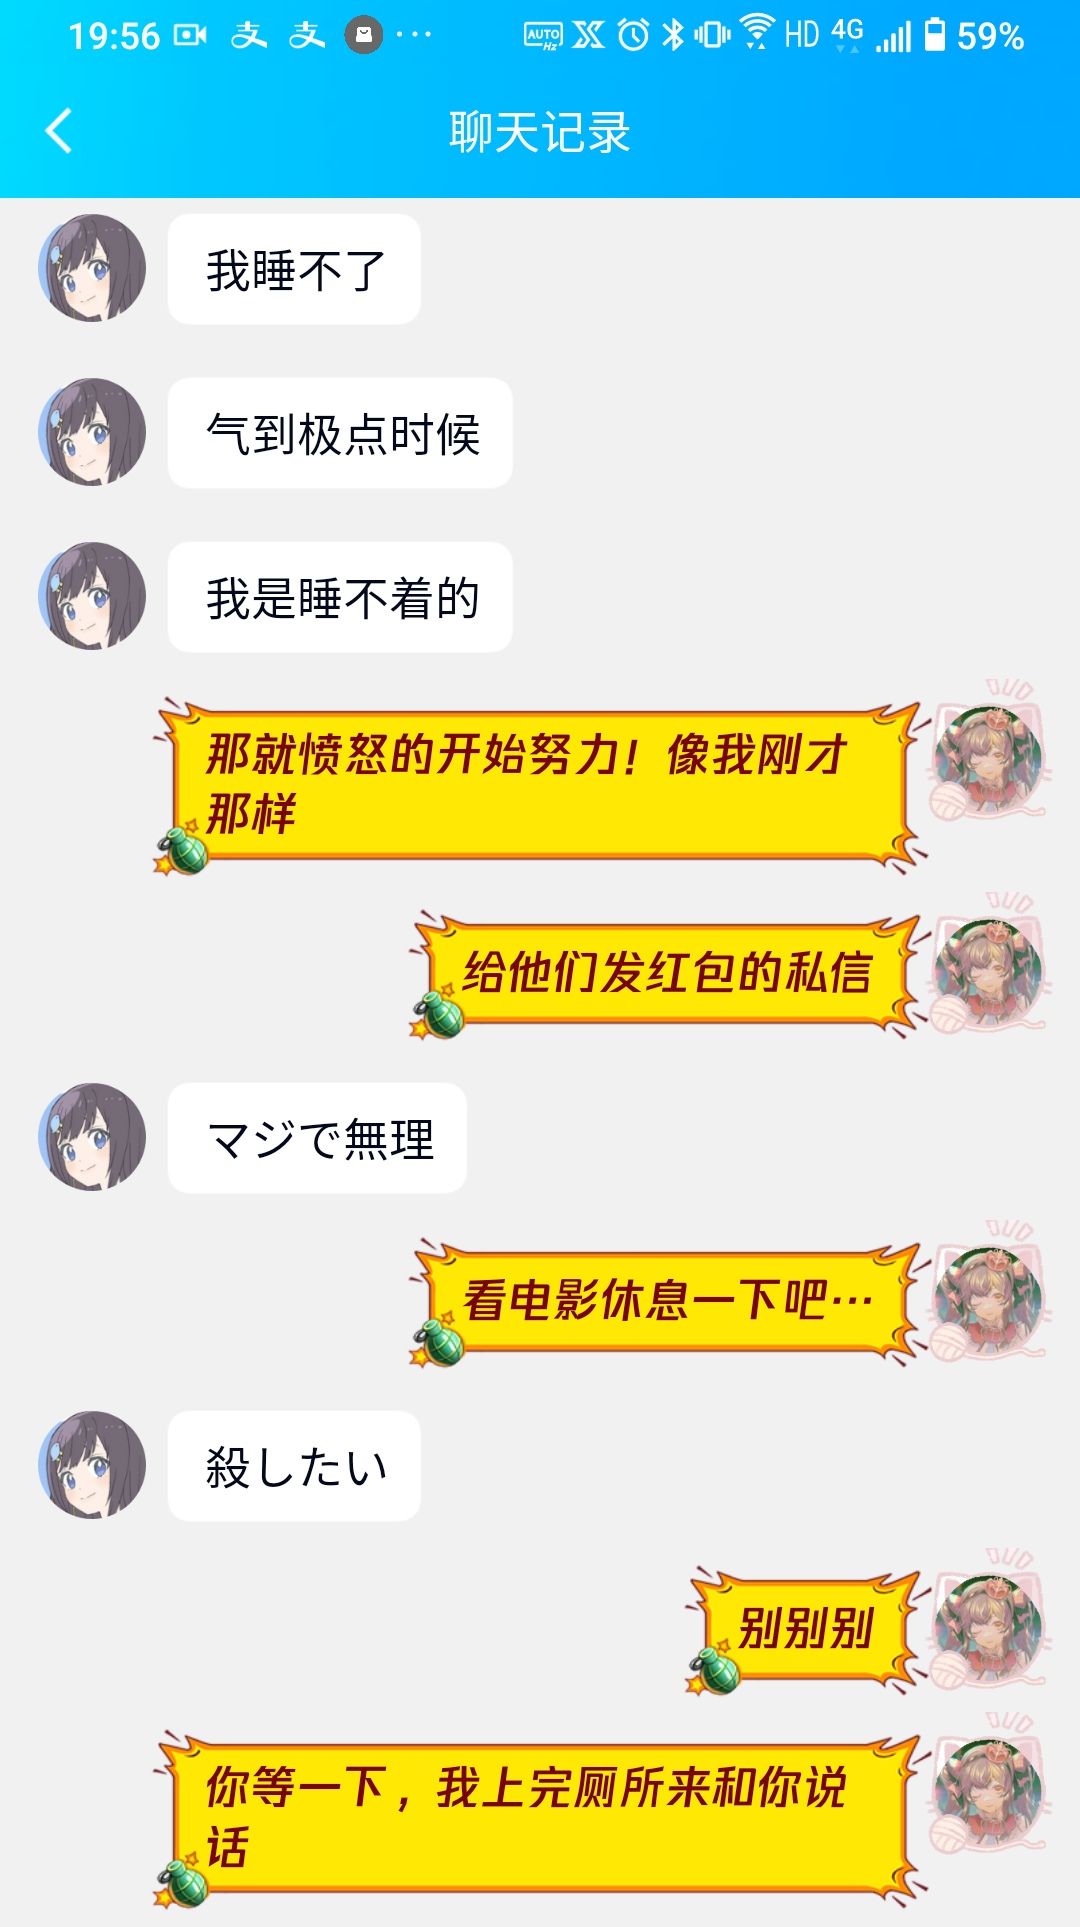 19:56 支 支 ... AUTO Hz HD 4G 59%
聊天记录
我睡不了
气到极点时候
我是睡不着的
那就愤怒的开始努力！像我刚才
那样
给他们发红包的私信
マジで無理
看电影休息一下吧…
殺したい
别别别
你等一下，我上完厕所来和你说
话